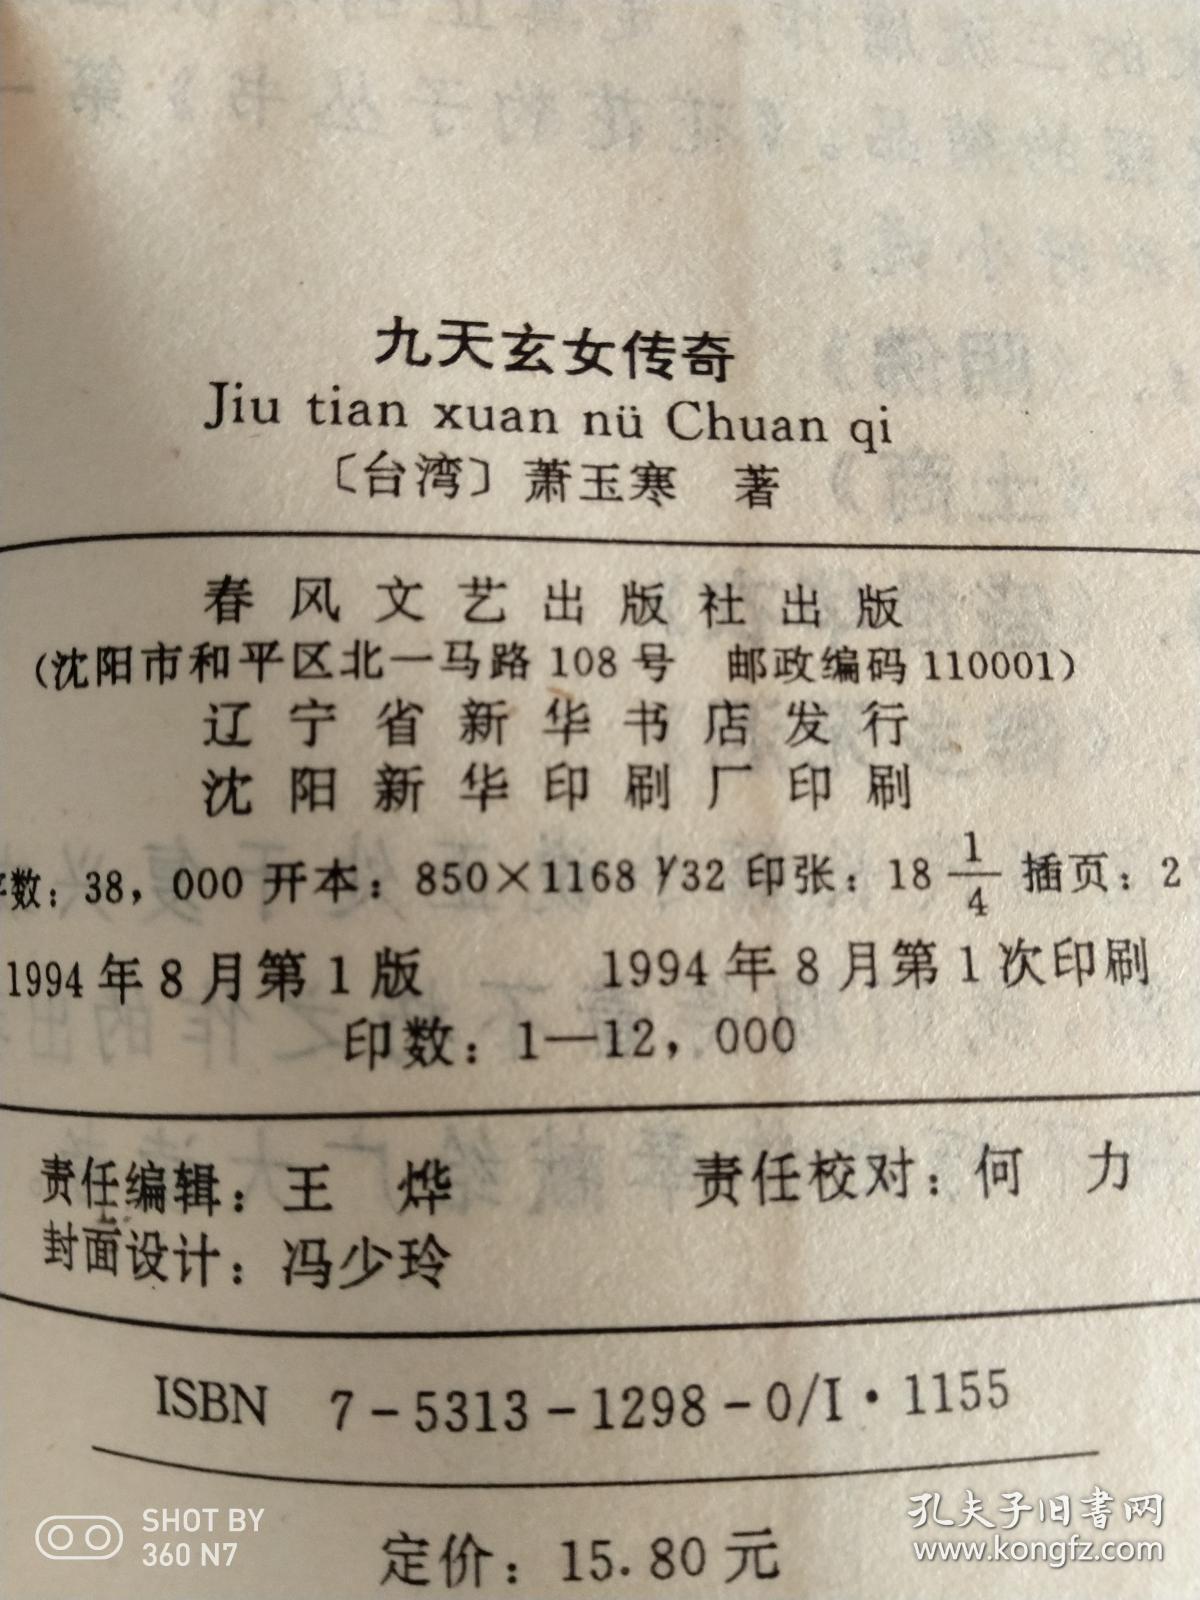 九天玄女传奇
Jiu tian xuan nü Chuan qi
〔台湾〕萧玉寒 著
春风文艺出版社出版
(沈阳市和平区北一马路108号 邮政编码110001)
辽宁省新华书店发行
沈阳新华印刷厂印刷
数：38，000 开本：850×1168 1/32 印张：18 1/4 插页：2
1994年8月第1版 1994年8月第1次印刷
印数：1—12，000
责任编辑：王 烨 责任校对：何 力
封面设计：冯少玲
ISBN 7-5313-1298-0/I·1155
定价：15.80元
SHOT BY
360 N7
孔夫子旧书网
www.kongfz.com